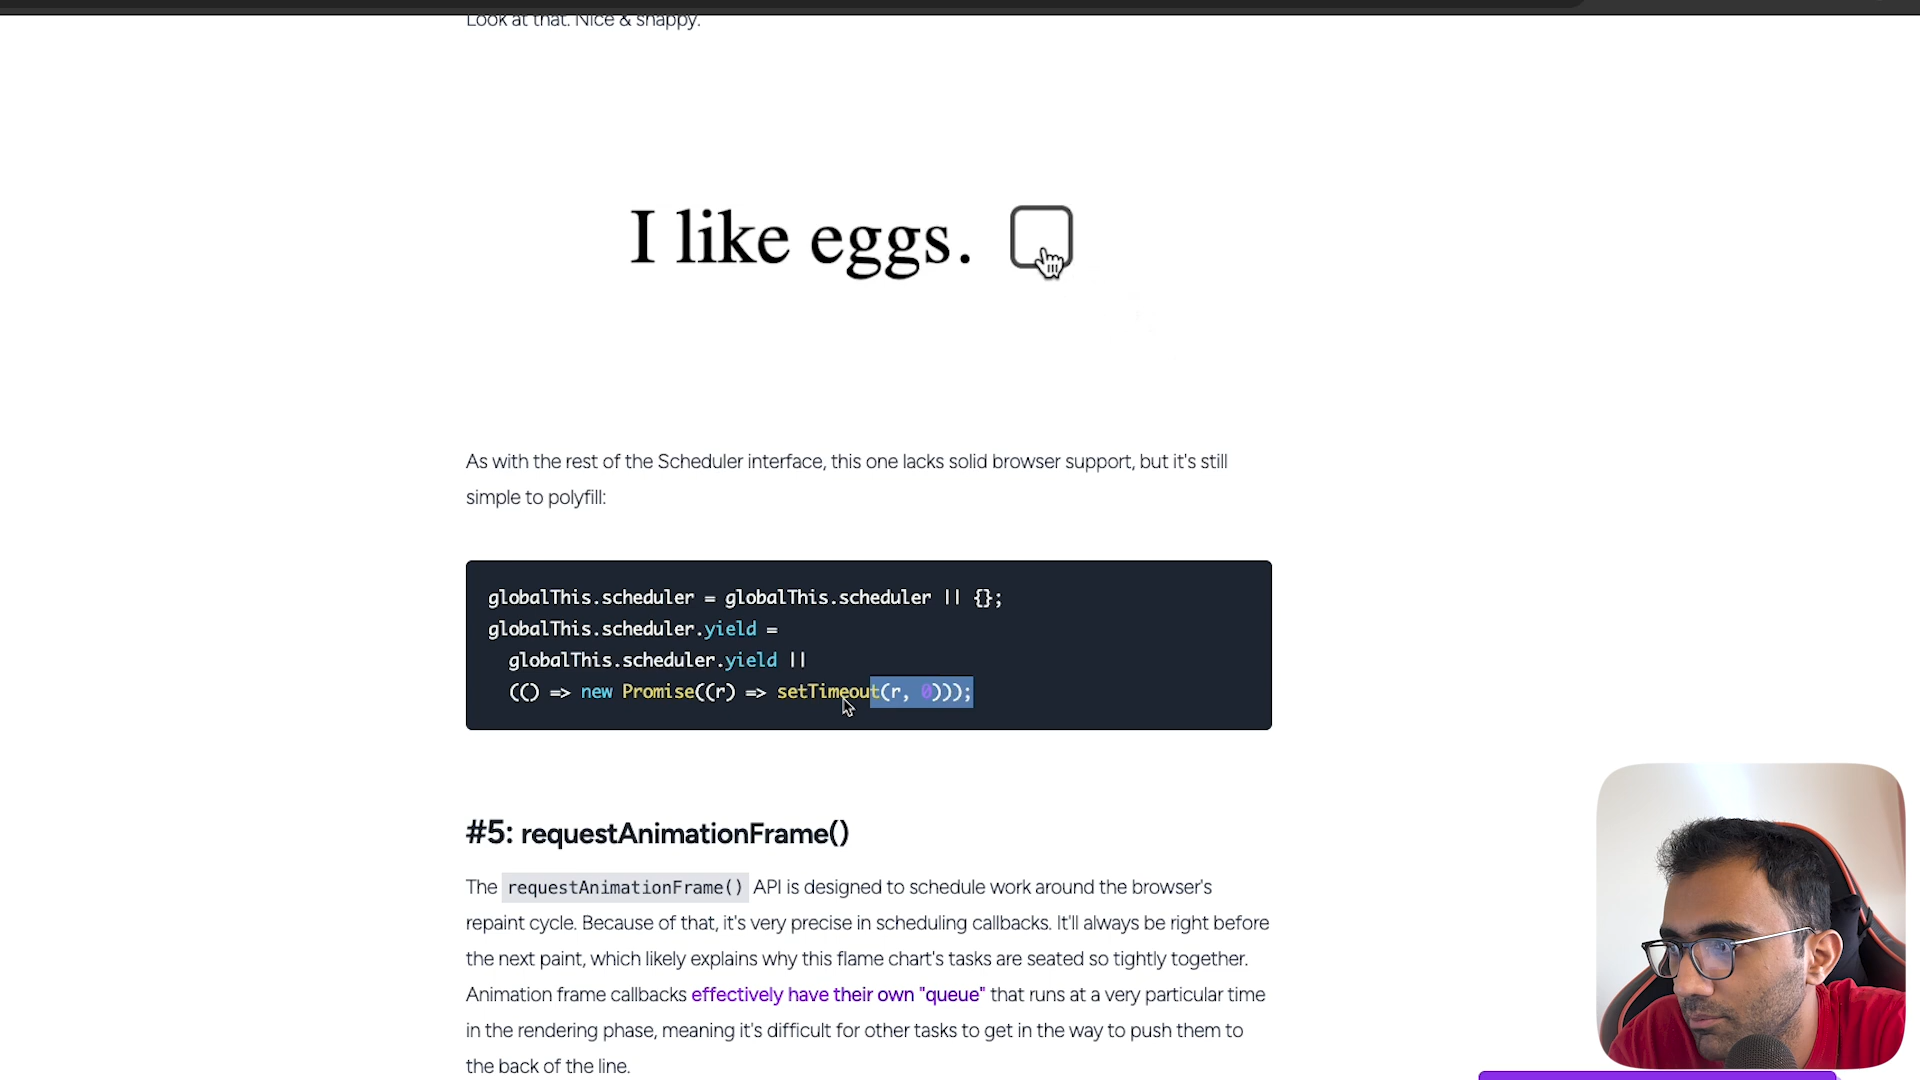 Look at that. Nice & snappy.
I like eggs.
As with the rest of the Scheduler interface, this one lacks solid browser support, but it's still
simple to polyfill:
globalThis.scheduler = globalThis.scheduler || {};
globalThis.scheduler.yield =
globalThis.scheduler.yield ||
(() => new Promise((r) => setTimeout(r, 0)));
#5: requestAnimationFrame()
The requestAnimationFrame() API is designed to schedule work around the browser's
repaint cycle. Because of that, it's very precise in scheduling callbacks. It'll always be right before
the next paint, which likely explains why this flame chart's tasks are seated so tightly together.
Animation frame callbacks effectively have their own "queue" that runs at a very particular time
in the rendering phase, meaning it's difficult for other tasks to get in the way to push them to
the back of the line.